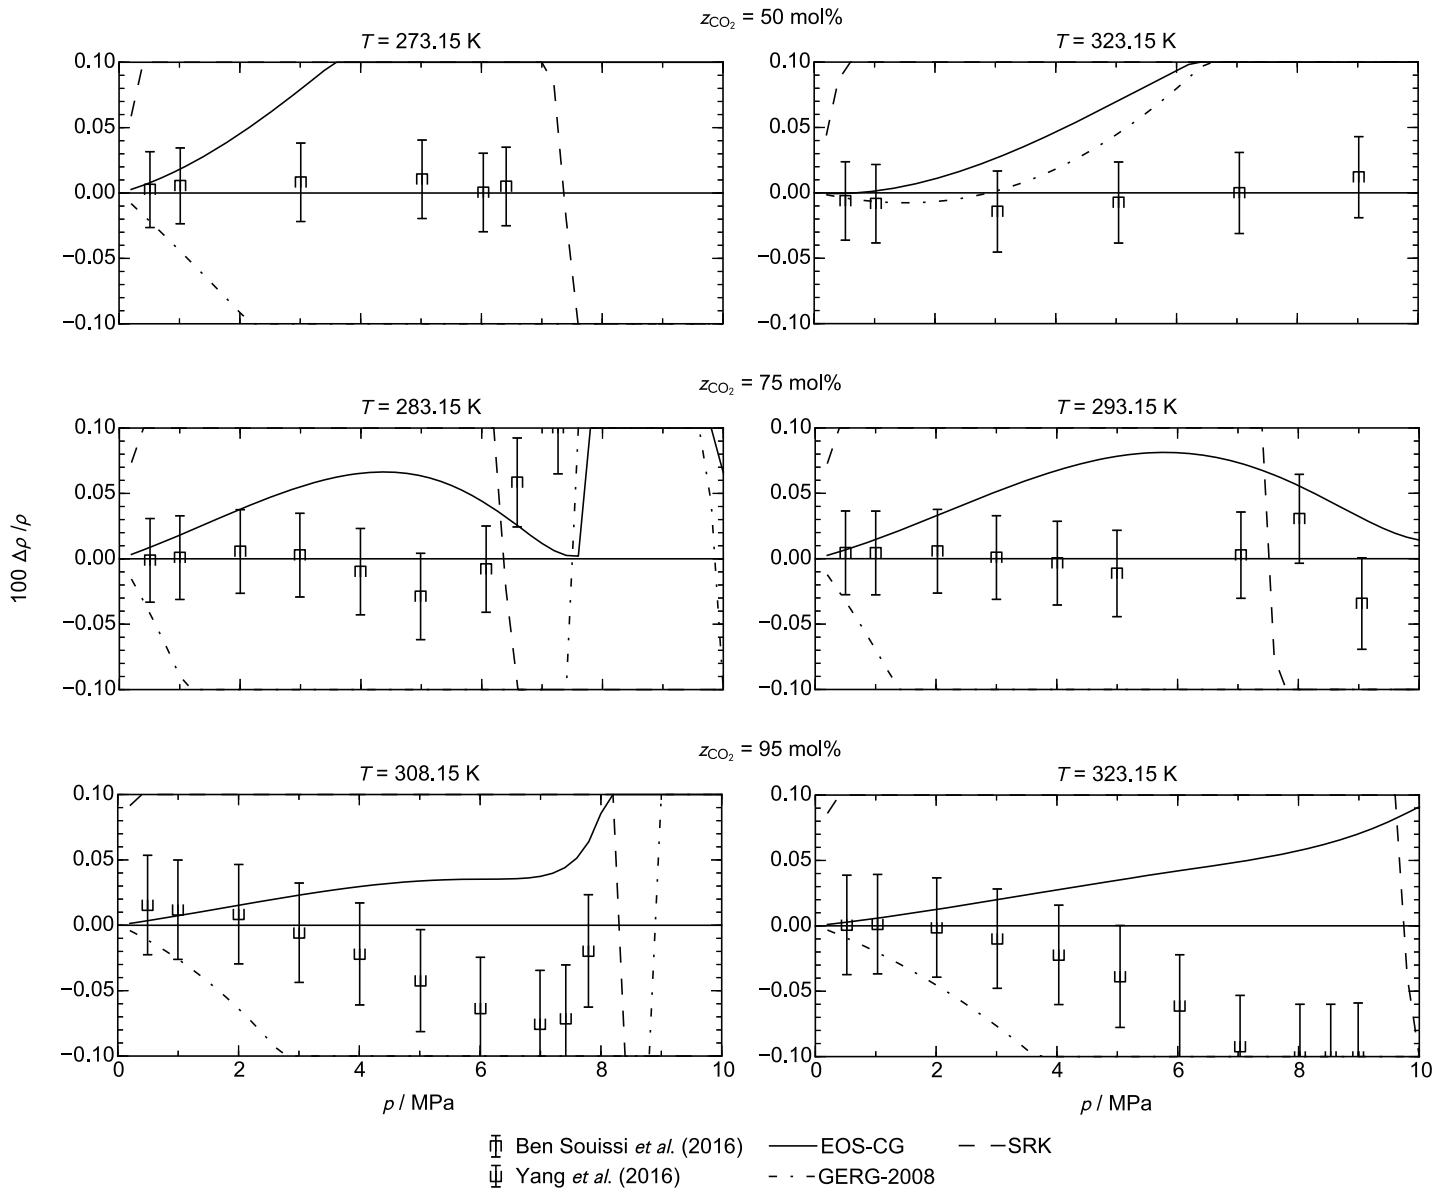 z_CO₂ = 50 mol%
T = 273.15 K
T = 323.15 K
0.10
0.05
0.00
−0.05
−0.10
0.10
0.05
0.00
−0.05
−0.10
z_CO₂ = 75 mol%
T = 283.15 K
T = 293.15 K
100 Δρ /ρ
0.10
0.05
0.00
−0.05
−0.10
0.10
0.05
0.00
−0.05
−0.10
z_CO₂ = 95 mol%
T = 308.15 K
T = 323.15 K
0.10
0.05
0.00
−0.05
−0.10
0.10
0.05
0.00
−0.05
−0.10
0 2 4 6 8 10
0 2 4 6 8 10
p / MPa
p / MPa
Ben Souissi et al. (2016) EOS-CG SRK
Yang et al. (2016) GERG-2008